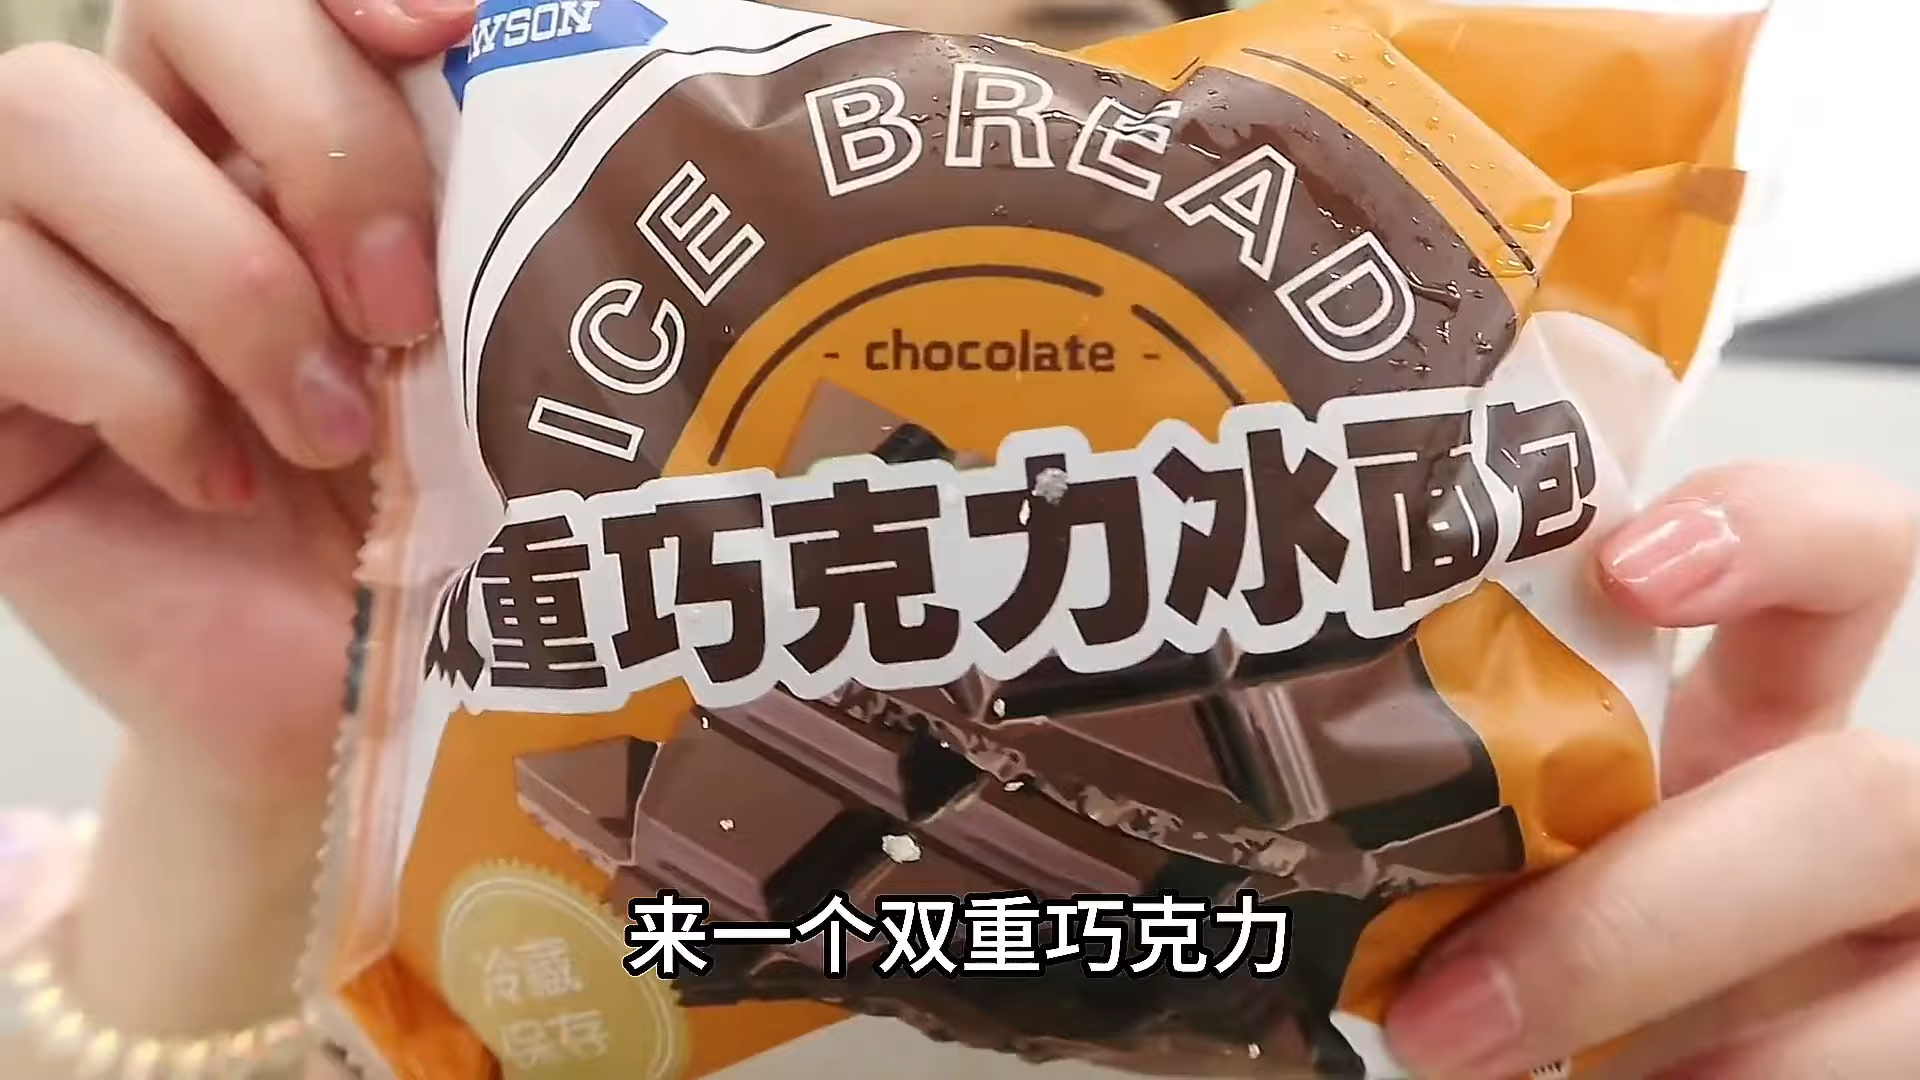 WSON
ICE BREAD
- chocolate -
双重巧克力冰面包
冷藏
保存
来一个双重巧克力